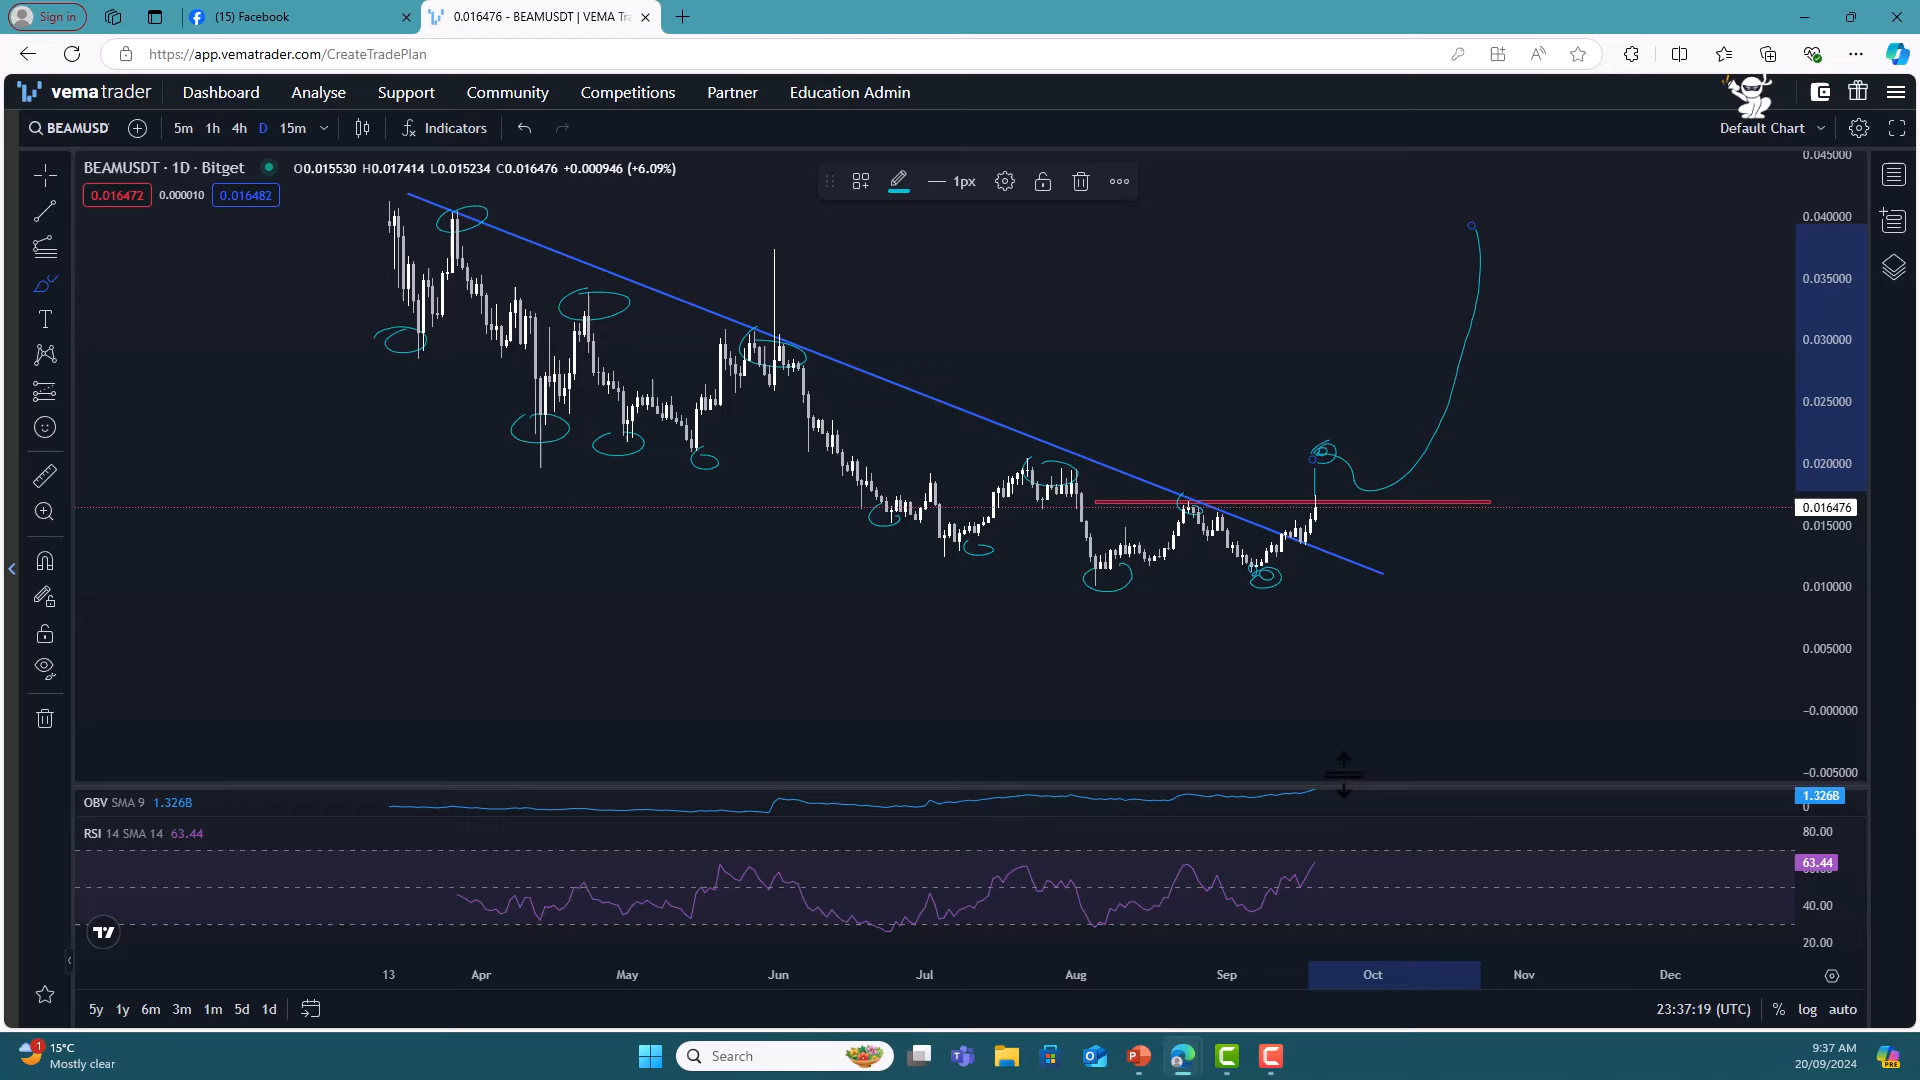 Sign in
(15) Facebook
0.016476 - BEAMUSDT | VEMA Tr
https://app.vematrader.com/CreateTradePlan
vematrader Dashboard Analyse Support Community Competitions Partner Education Admin
BEAMUSD 5m 1h 4h D 15m Indicators Default Chart
BEAMUSDT · 1D · Bitget O0.015530 H0.017414 L0.015234 C0.016476 +0.000946 (+6.09%)
0.016472 0.000010 0.016482
1px
0.045000
0.040000
0.035000
0.030000
0.025000
0.020000
0.016476
0.015000
0.010000
0.005000
−0.000000
−0.005000
OBV SMA 9 1.326B
1.326B
0
RSI 14 SMA 14 63.44
80.00
63.44
40.00
20.00
13 Apr May Jun Jul Aug Sep Oct Nov Dec
5y 1y 6m 3m 1m 5d 1d 23:37:19 (UTC) % log auto
1
15°C
Mostly clear
Search
9:37 AM
20/09/2024
PRE